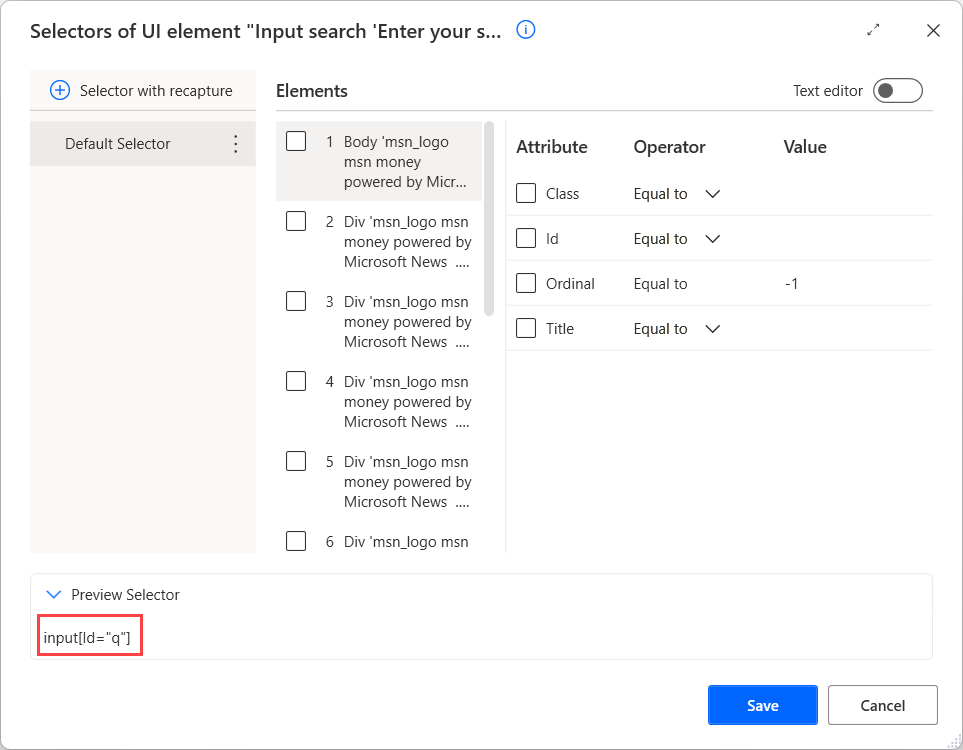 Selectors of UI element "Input search 'Enter your s...
Selector with recapture
Default Selector
Elements
Text editor
1 Body 'msn_logo
msn money
powered by Micr...
2 Div 'msn_logo msn
money powered by
Microsoft News ....
3 Div 'msn_logo msn
money powered by
Microsoft News ....
4 Div 'msn_logo msn
money powered by
Microsoft News ....
5 Div 'msn_logo msn
money powered by
Microsoft News ....
6 Div 'msn_logo msn
Attribute Operator Value
Class Equal to
Id Equal to
Ordinal Equal to -1
Title Equal to
Preview Selector
input[Id="q"]
Save Cancel